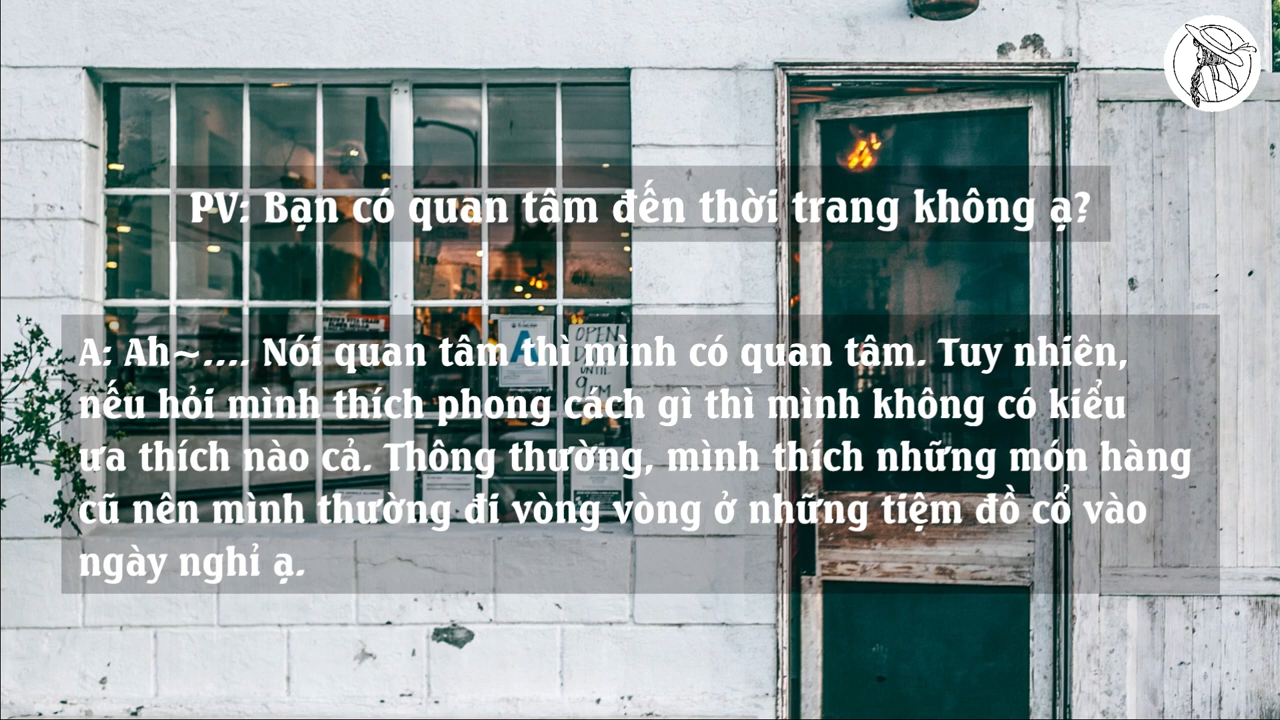 PV: Bạn có quan tâm đến thời trang không ạ?
A: Ah~.... Nói quan tâm thì mình có quan tâm. Tuy nhiên,
nếu hỏi mình thích phong cách gì thì mình không có kiểu
ưa thích nào cả. Thông thường, mình thích những món hàng
cũ nên mình thường đi vòng vòng ở những tiệm đồ cổ vào
ngày nghỉ ạ.
A
OPEN
UNTIL
9PM